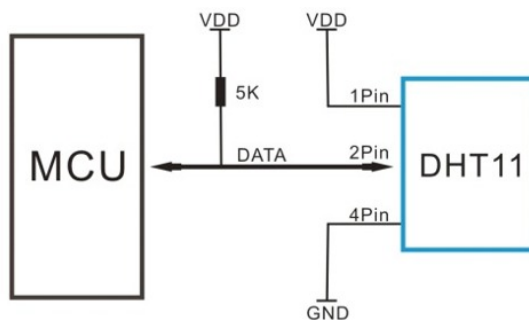 VDD
VDD
5K
1Pin
MCU
DATA
2Pin
DHT11
4Pin
GND